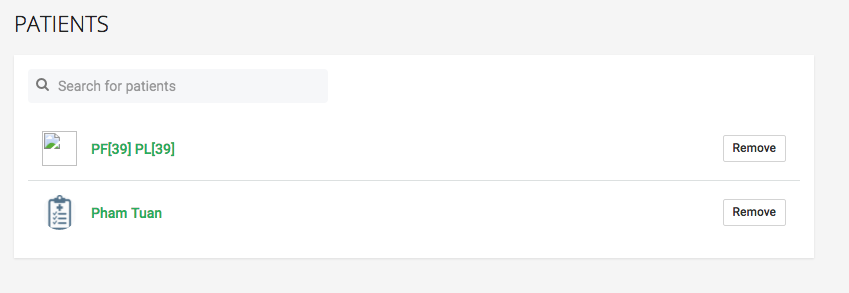 PATIENTS
Search for patients
PF[39] PL[39]
Remove
Pham Tuan
Remove